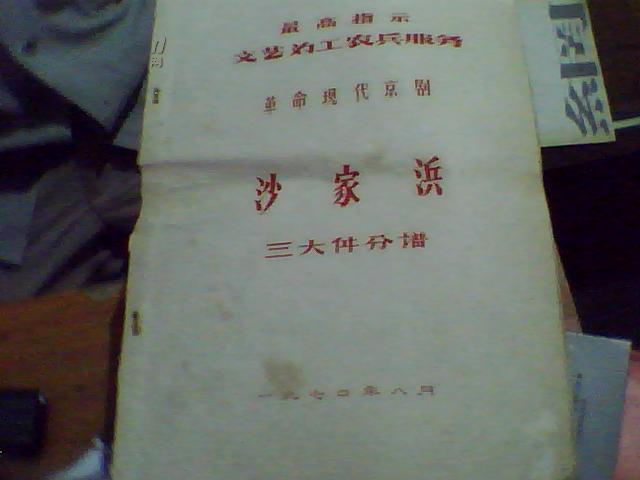 最高指示
文艺为工农兵服务
革命现代京剧
沙家浜
三大件分谱
一九七〇年八月